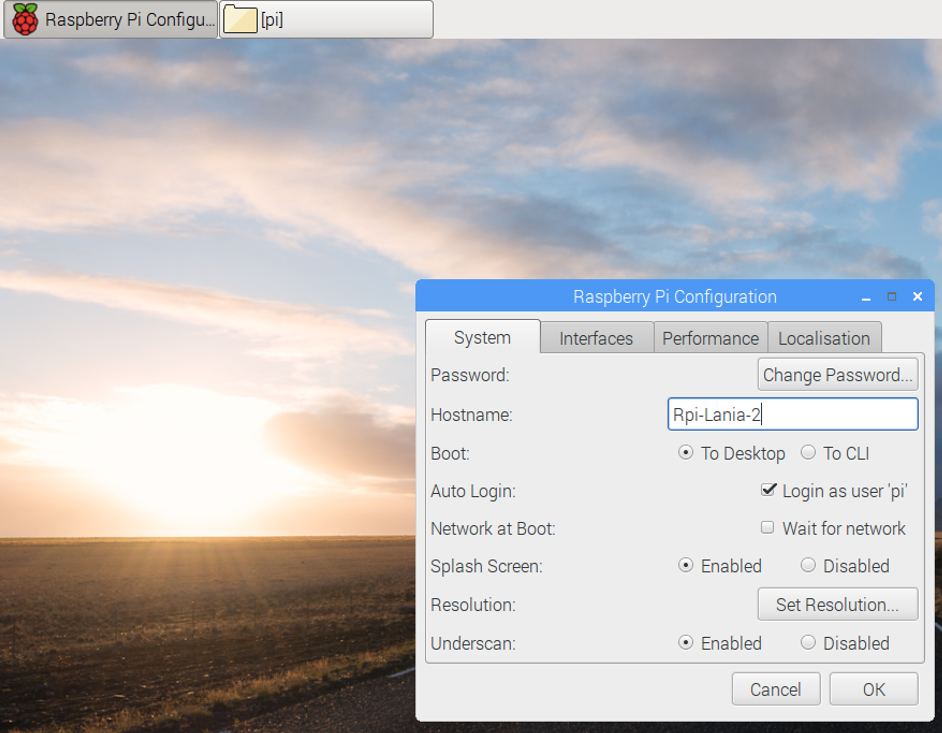 Raspberry Pi Configu... [pi]
Raspberry Pi Configuration
System Interfaces Performance Localisation
Password: Change Password...
Hostname: Rpi-Lania-2
Boot: To Desktop To CLI
Auto Login: Login as user 'pi'
Network at Boot: Wait for network
Splash Screen: Enabled Disabled
Resolution: Set Resolution...
Underscan: Enabled Disabled
Cancel OK